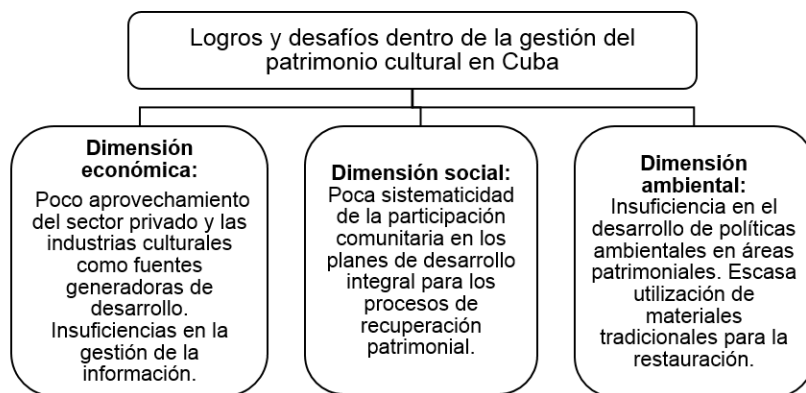 Logros y desafíos dentro de la gestión del
patrimonio cultural en Cuba
Dimensión
económica:
Poco aprovechamiento
del sector privado y las
industrias culturales
como fuentes
generadoras de
desarrollo.
Insuficiencias en la
gestión de la
información.
Dimensión social:
Poca sistematicidad
de la participación
comunitaria en los
planes de desarrollo
integral para los
procesos de
recuperación
patrimonial.
Dimensión
ambiental:
Insuficiencia en el
desarrollo de políticas
ambientales en áreas
patrimoniales. Escasa
utilización de
materiales
tradicionales para la
restauración.